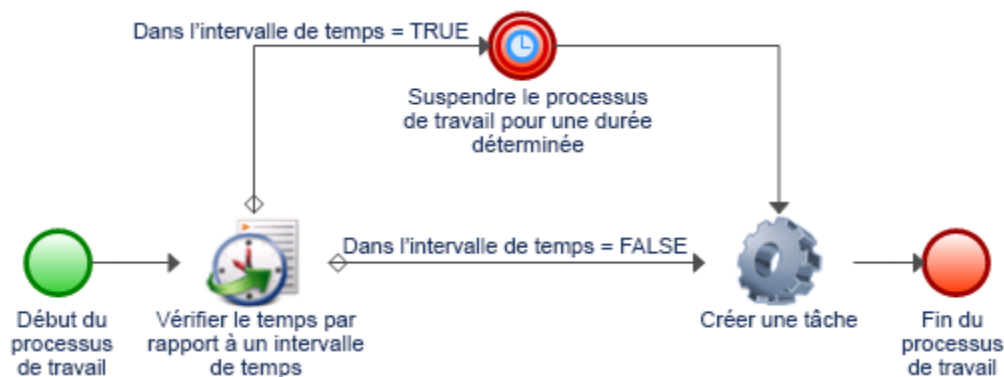 Dans l'intervalle de temps = TRUE
Suspendre le processus
de travail pour une durée
déterminée
Dans l'intervalle de temps = FALSE
Début du
processus
de travail
Vérifier le temps par
rapport à un intervalle
de temps
Créer une tâche
Fin du
processus
de travail